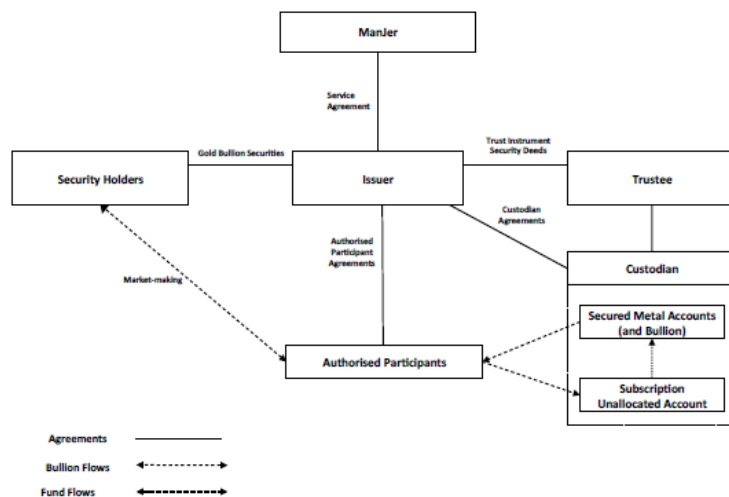 ManJer
Service
Agreement
Gold Bullion Securities
Trust Instrument
Security Deeds
Security Holders
Issuer
Trustee
Custodian
Agreements
Authorised
Participant
Agreements
Market-making
Custodian
Secured Metal Accounts
(and Bullion)
Authorised Participants
Subscription
Unallocated Account
Agreements
Bullion Flows
Fund Flows